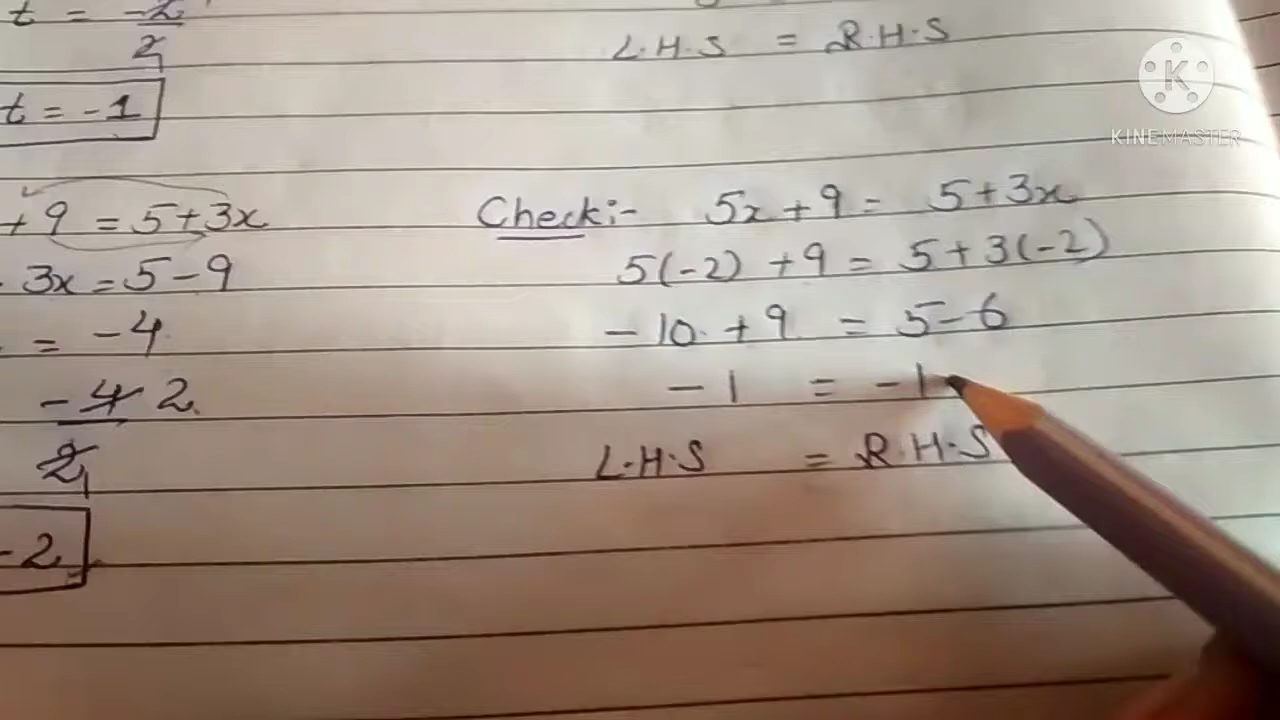 t = -2
2
t = -1
+ 9 = 5+3x
3x = 5-9
= -4
-4 2
2 1
-2
L.H.S = R.H.S
Check:- 5x+9 = 5+3x
5(-2) +9 = 5+3(-2)
-10 +9 = 5-6
-1 = -1
L.H.S = R.H.S
K
KINEMASTER